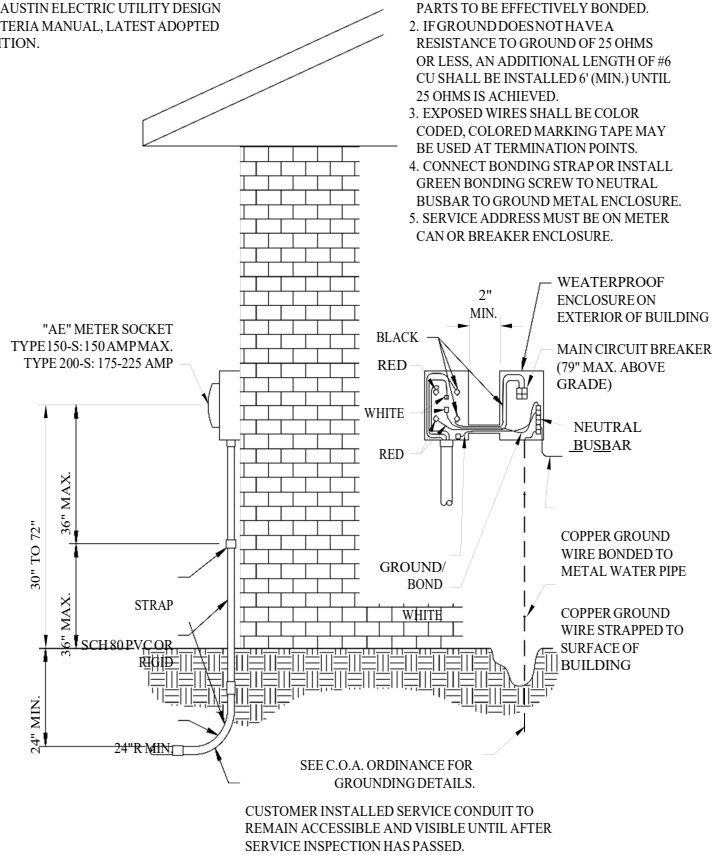 AUSTIN ELECTRIC UTILITY DESIGN
TERIA MANUAL, LATEST ADOPTED
ITION.
PARTS TO BE EFFECTIVELY BONDED.
2. IF GROUND DOES NOT HAVE A
RESISTANCE TO GROUND OF 25 OHMS
OR LESS, AN ADDITIONAL LENGTH OF #6
CU SHALL BE INSTALLED 6' (MIN.) UNTIL
25 OHMS IS ACHIEVED.
3. EXPOSED WIRES SHALL BE COLOR
CODED, COLORED MARKING TAPE MAY
BE USED AT TERMINATION POINTS.
4. CONNECT BONDING STRAP OR INSTALL
GREEN BONDING SCREW TO NEUTRAL
BUSBAR TO GROUND METAL ENCLOSURE.
5. SERVICE ADDRESS MUST BE ON METER
CAN OR BREAKER ENCLOSURE.
"AE" METER SOCKET
TYPE 150-S: 150 AMP MAX.
TYPE 200-S: 175-225 AMP
2"
MIN.
WEATERPROOF
ENCLOSURE ON
EXTERIOR OF BUILDING
MAIN CIRCUIT BREAKER
(79" MAX. ABOVE
GRADE)
BLACK
RED
WHITE
RED
NEUTRAL
BUSBAR
36" MAX.
30" TO 72"
36" MAX.
24" MIN.
STRAP
SCH 80 PVC OR
RIGID
24"R MIN.
GROUND/
BOND
WHITE
COPPER GROUND
WIRE BONDED TO
METAL WATER PIPE
COPPER GROUND
WIRE STRAPPED TO
SURFACE OF
BUILDING
SEE C.O.A. ORDINANCE FOR
GROUNDING DETAILS.
CUSTOMER INSTALLED SERVICE CONDUIT TO
REMAIN ACCESSIBLE AND VISIBLE UNTIL AFTER
SERVICE INSPECTION HAS PASSED.